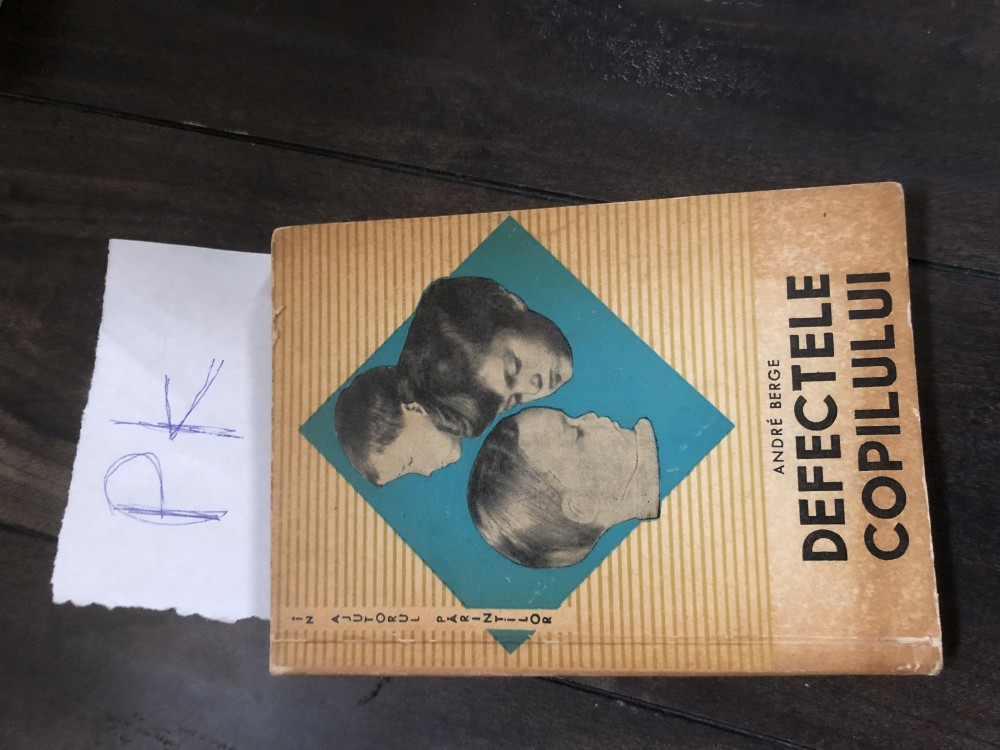 PK
ÎN AJUTORUL PĂRINȚILOR
ANDRÉ BERGE
DEFECTELE
COPILULUI